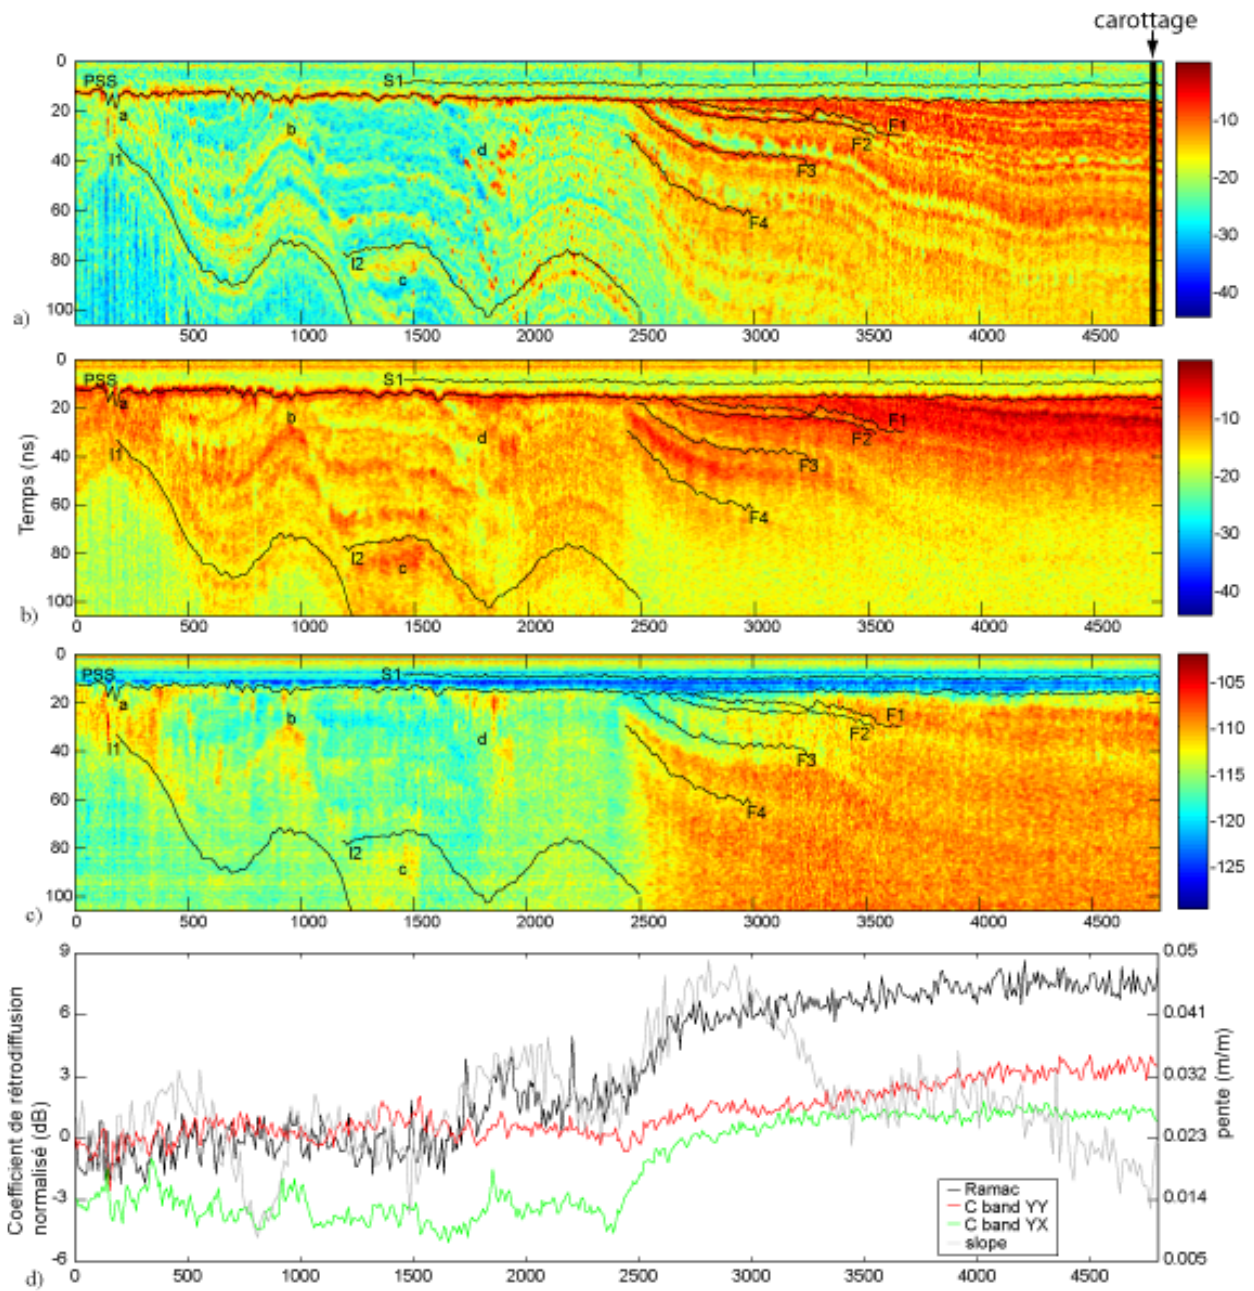 carottage
0
20
40
60
80
100
PSS
S1
a
b
d
I1
I2
c
F1
F2
F3
F4
-10
-20
-30
-40
a)
500 1000 1500 2000 2500 3000 3500 4000 4500
0
20
40
60
80
100
Temps (ns)
PSS
S1
a
b
d
I1
I2
c
F1
F2
F3
F4
-10
-20
-30
-40
b)
0 500 1000 1500 2000 2500 3000 3500 4000 4500
0
20
40
60
80
100
PSS
S1
a
b
d
I1
I2
c
F1
F2
F3
F4
-105
-110
-115
-120
-125
c)
0 500 1000 1500 2000 2500 3000 3500 4000 4500
9
6
3
0
-3
-6
Coefficient de rétrodiffusion
normalisé (dB)
0.05
0.041
0.032
0.023
0.014
0.005
pente (m/m)
Ramac
C band YY
C band YX
slope
d)
0 500 1000 1500 2000 2500 3000 3500 4000 4500